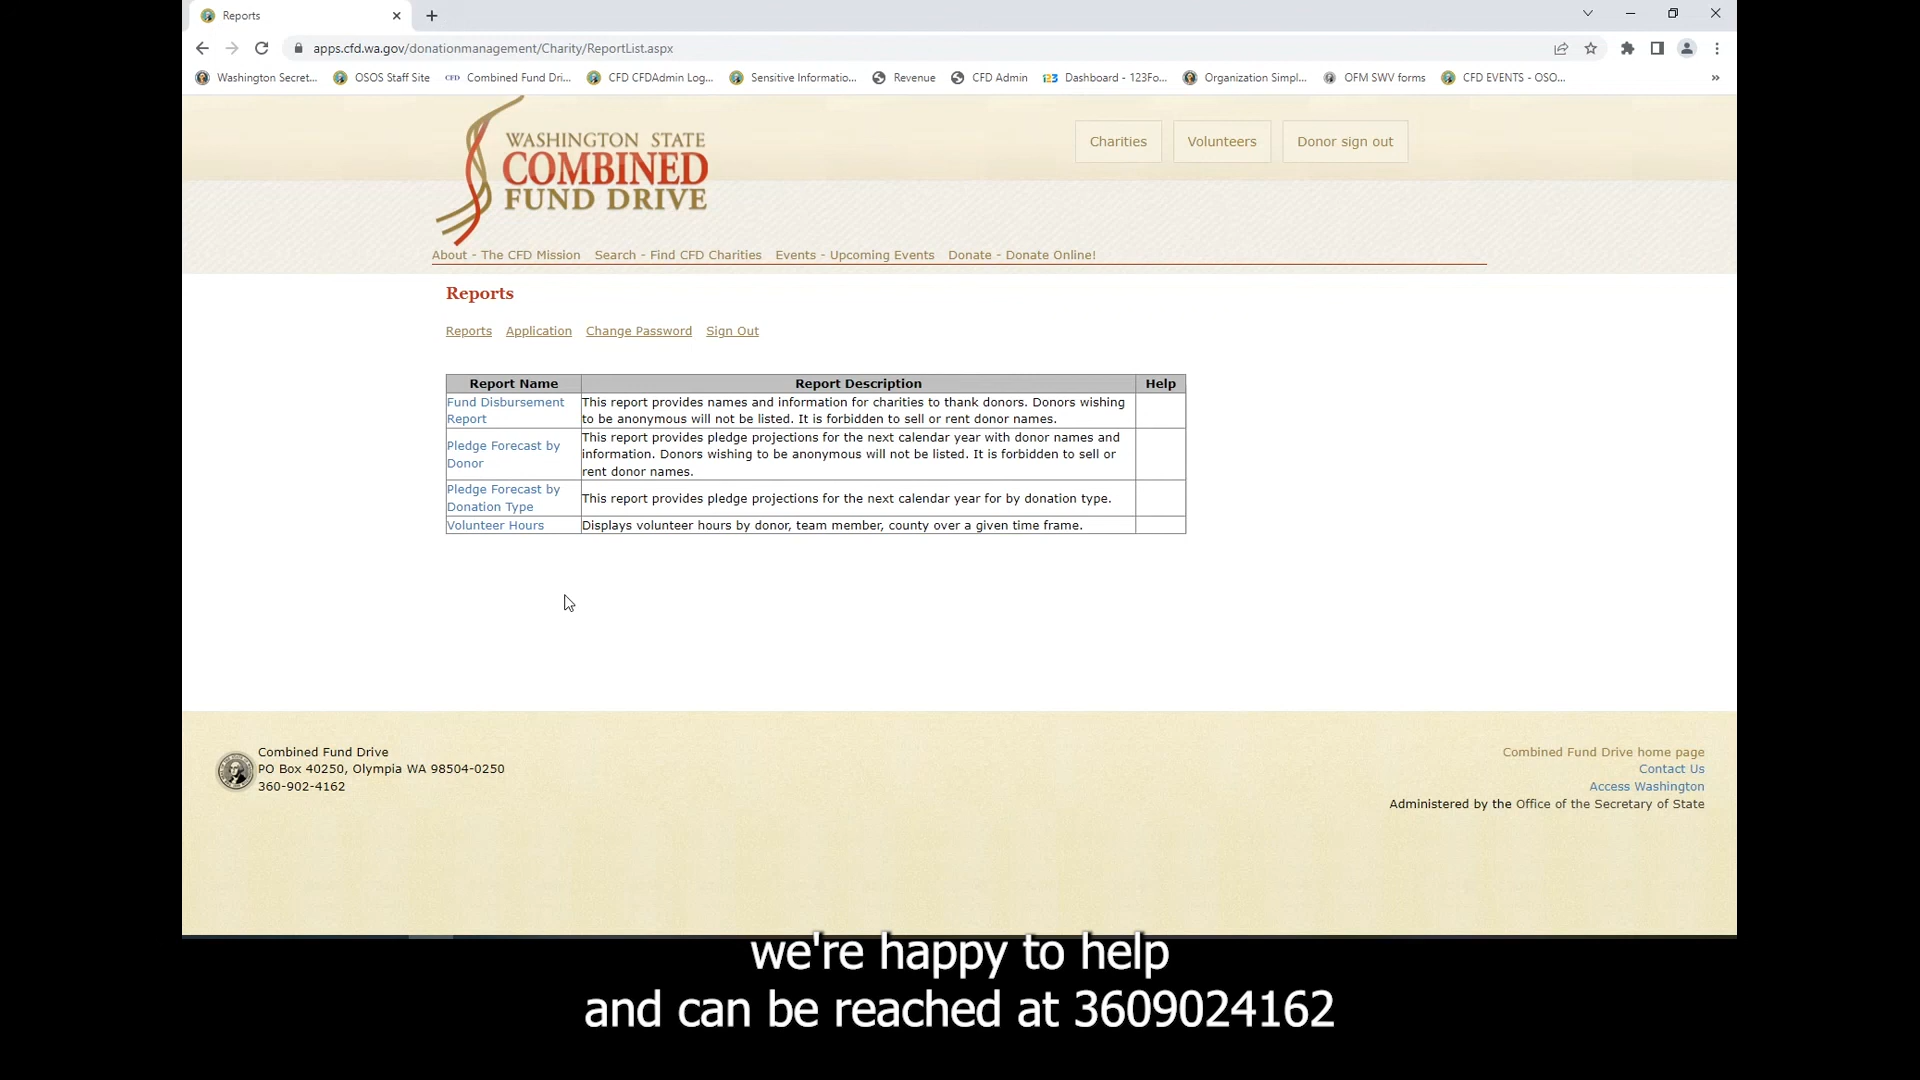 Reports
apps.cfd.wa.gov/donationmanagement/Charity/ReportList.aspx
Washington Secret... OSOS Staff Site CFD Combined Fund Dri... CFD CFDAdmin Log... Sensitive Informatio... Revenue CFD Admin 123 Dashboard - 123Fo... Organization Simpl... OFM SWV forms CFD EVENTS - OSO... »
WASHINGTON STATE
COMBINED
FUND DRIVE
Charities Volunteers Donor sign out
About - The CFD Mission Search - Find CFD Charities Events - Upcoming Events Donate - Donate Online!
Reports
Reports Application Change Password Sign Out
Report Name Report Description Help
Fund Disbursement
Report
This report provides names and information for charities to thank donors. Donors wishing
to be anonymous will not be listed. It is forbidden to sell or rent donor names.
Pledge Forecast by
Donor
This report provides pledge projections for the next calendar year with donor names and
information. Donors wishing to be anonymous will not be listed. It is forbidden to sell or
rent donor names.
Pledge Forecast by
Donation Type
This report provides pledge projections for the next calendar year for by donation type.
Volunteer Hours Displays volunteer hours by donor, team member, county over a given time frame.
Combined Fund Drive
PO Box 40250, Olympia WA 98504-0250
360-902-4162
Combined Fund Drive home page
Contact Us
Access Washington
Administered by the Office of the Secretary of State
we're happy to help
and can be reached at 3609024162